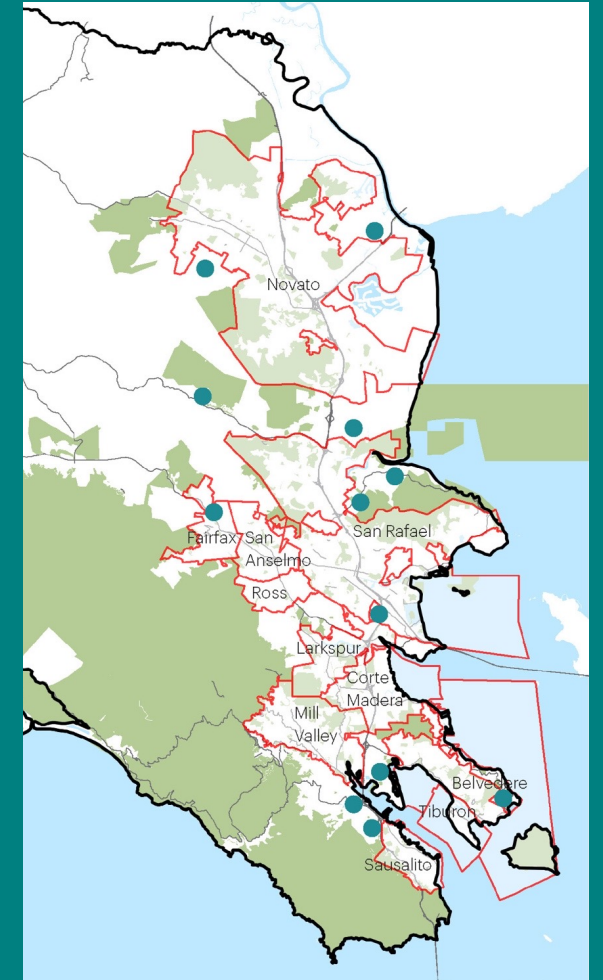 Novato
San Rafael
Fairfax San
Anselmo
Ross
Larkspur
Corte
Madera
Mill
Valley
Belvedere
Tiburon
Sausalito